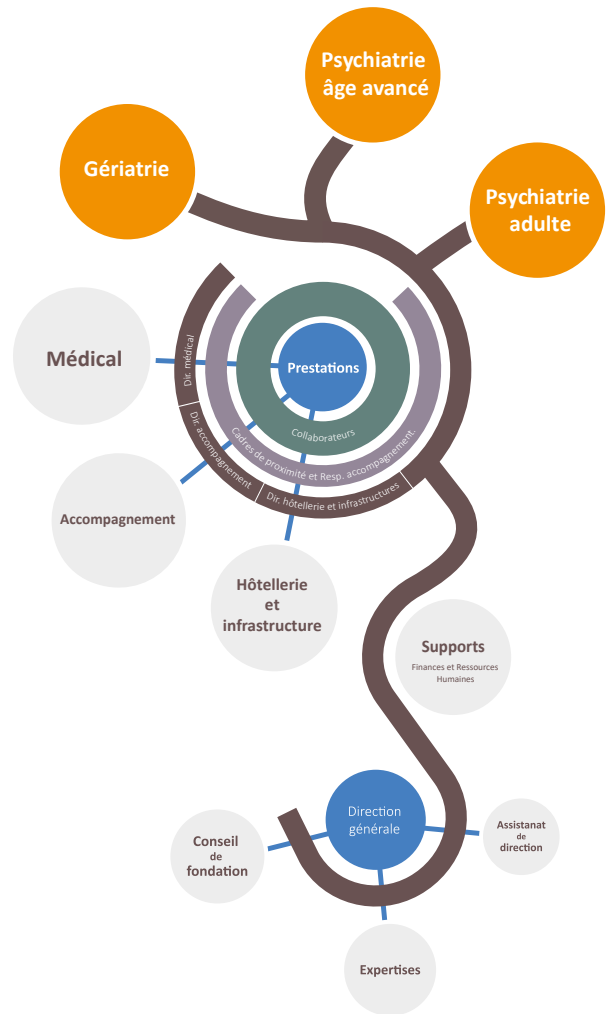 Psychiatrie
âge avancé
Gériatrie
Psychiatrie
adulte
Médical
Dir. médical
Prestations
Collaborateurs
Cadres de proximité et Resp. accompagnement.
Dir. accompagnement
Dir. hôtellerie et infrastructures
Accompagnement
Hôtellerie
et
infrastructure
Supports
Finances et Ressources
Humaines
Direction
générale
Conseil
de
fondation
Assistanat
de
direction
Expertises